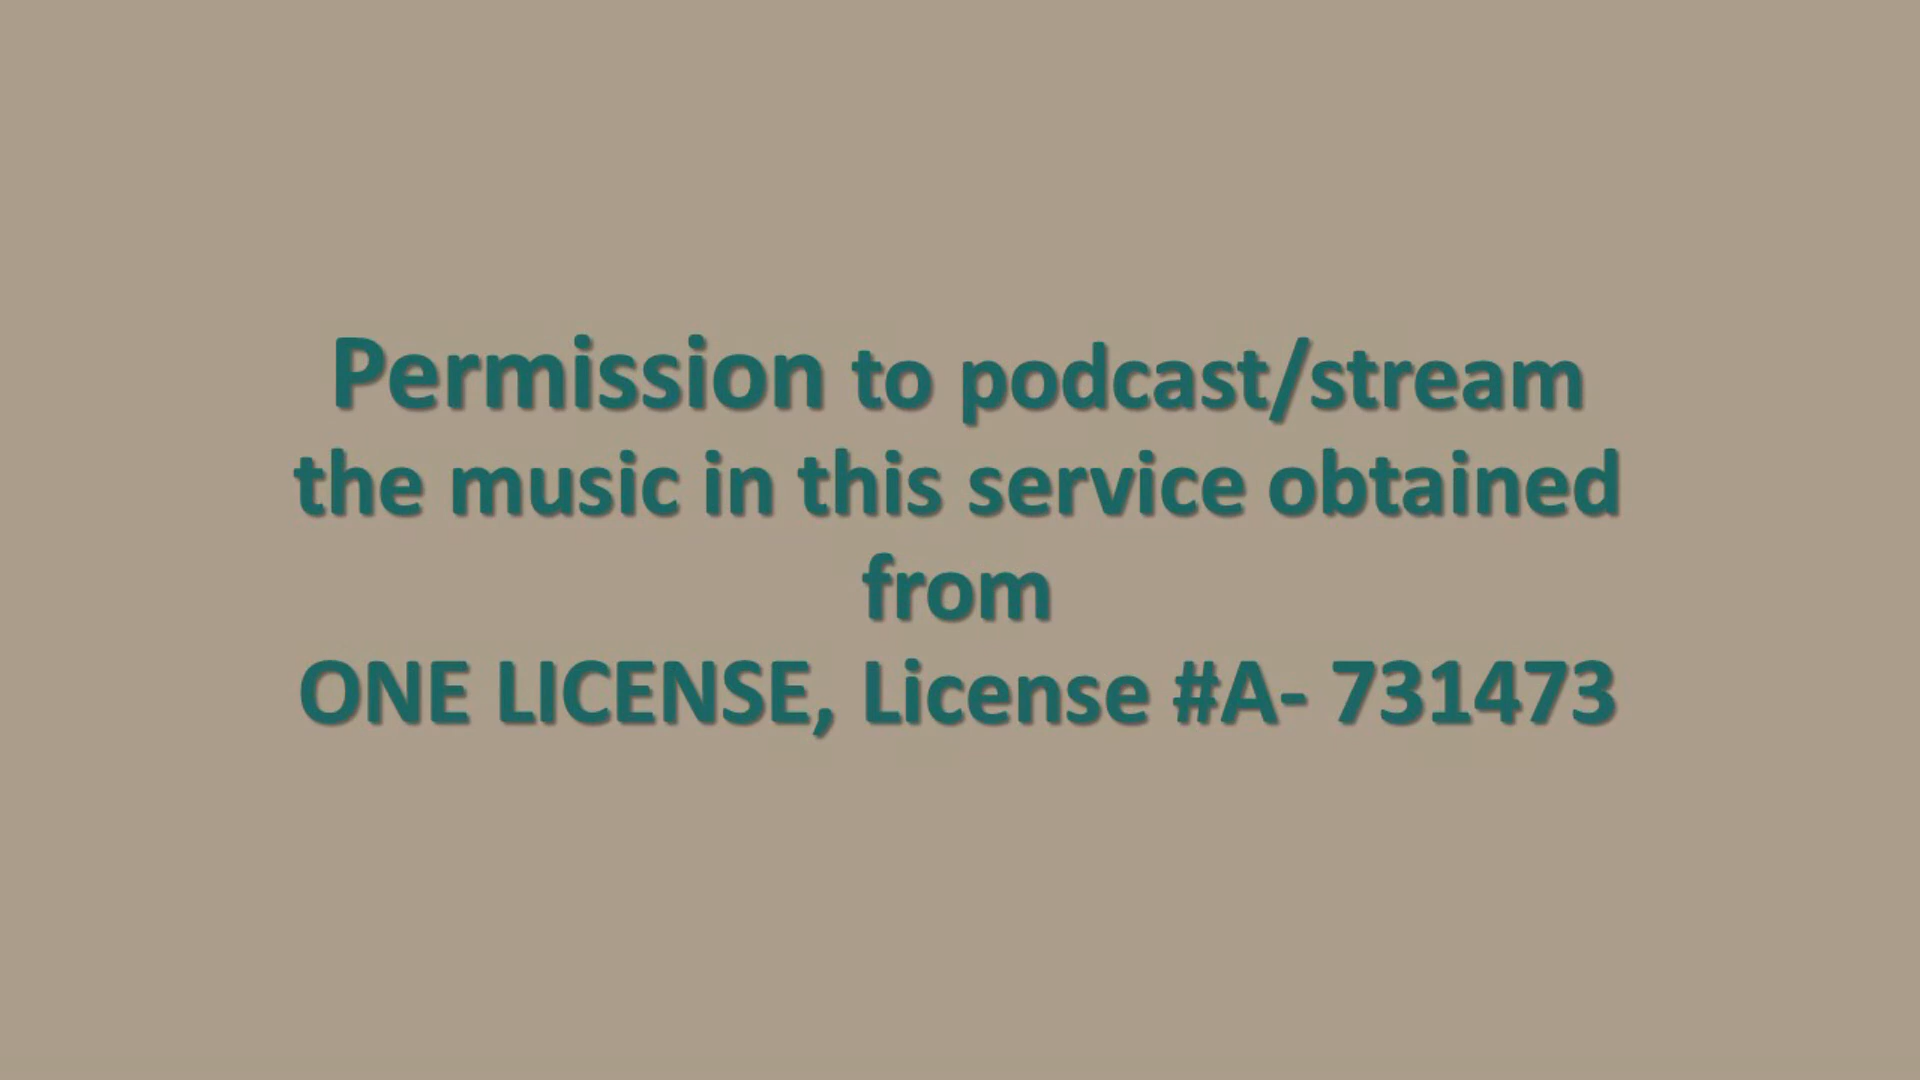 Permission to podcast/stream
the music in this service obtained
from
ONE LICENSE, License #A- 731473